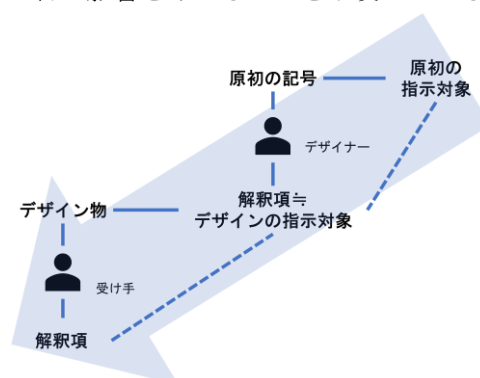 原初の記号
原初の
指示対象
デザイナー
解釈項≒
デザインの指示対象
デザイン物
受け手
解釈項